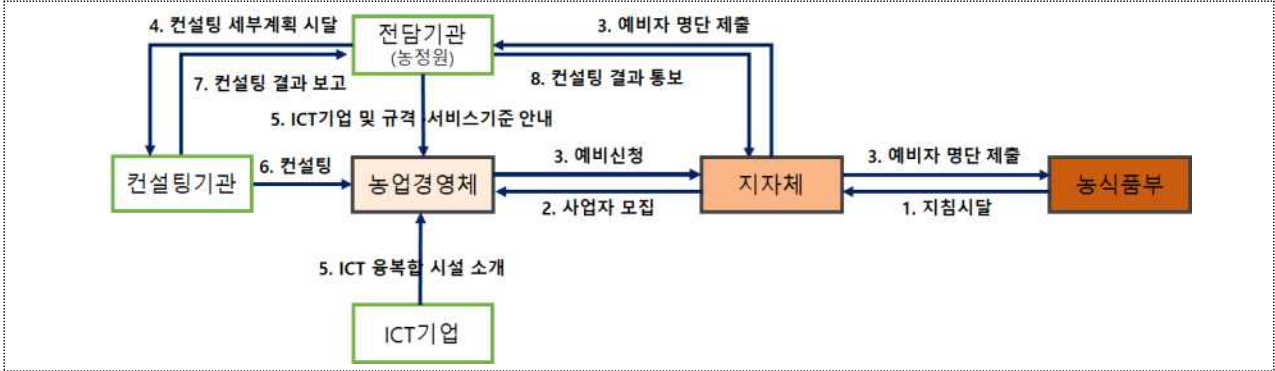 4. 컨설팅 세부계획 시달
전담기관
(농정원)
3. 예비자 명단 제출
7. 컨설팅 결과 보고
8. 컨설팅 결과 통보
5. ICT기업 및 규격·서비스기준 안내
컨설팅기관
6. 컨설팅
농업경영체
3. 예비신청
2. 사업자 모집
지자체
3. 예비자 명단 제출
1. 지침시달
농식품부
5. ICT 융복합 시설 소개
ICT기업